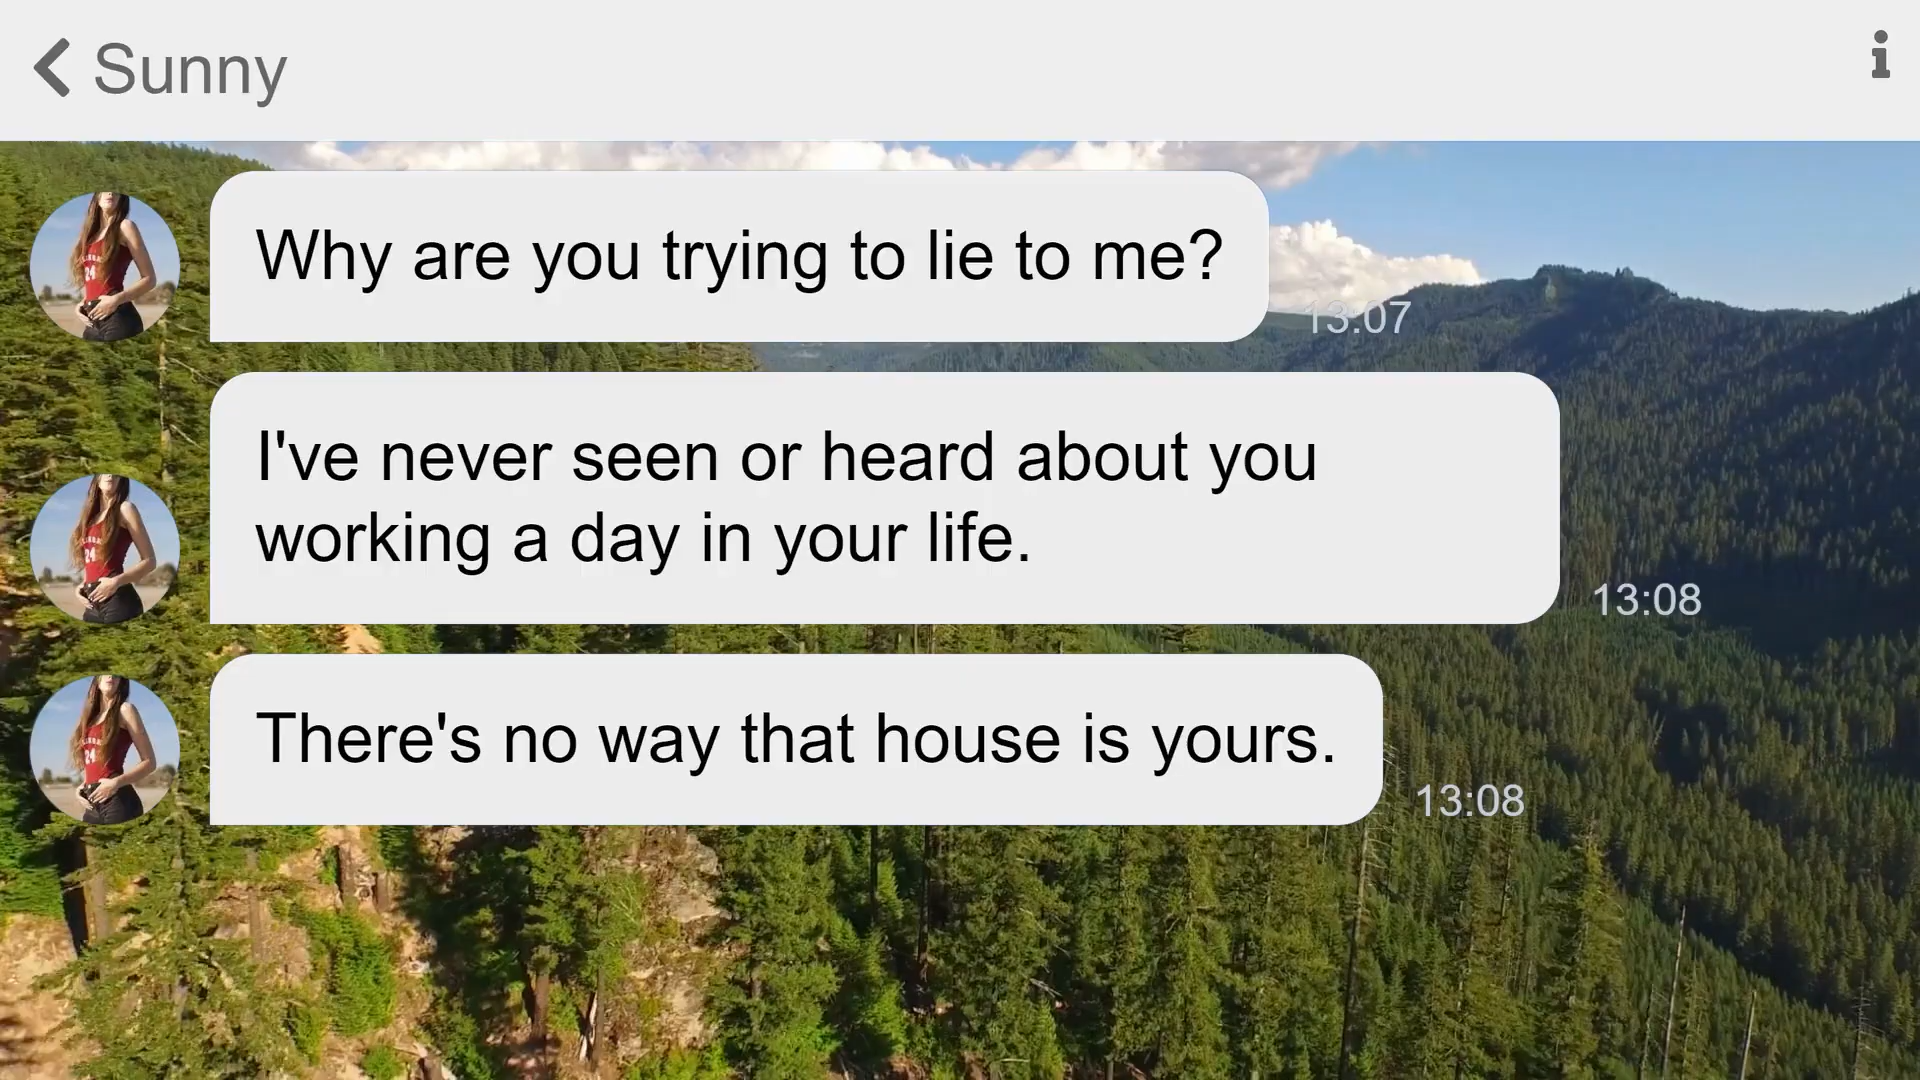 Sunny
Why are you trying to lie to me?
13:07
I've never seen or heard about you
working a day in your life.
13:08
There's no way that house is yours.
13:08